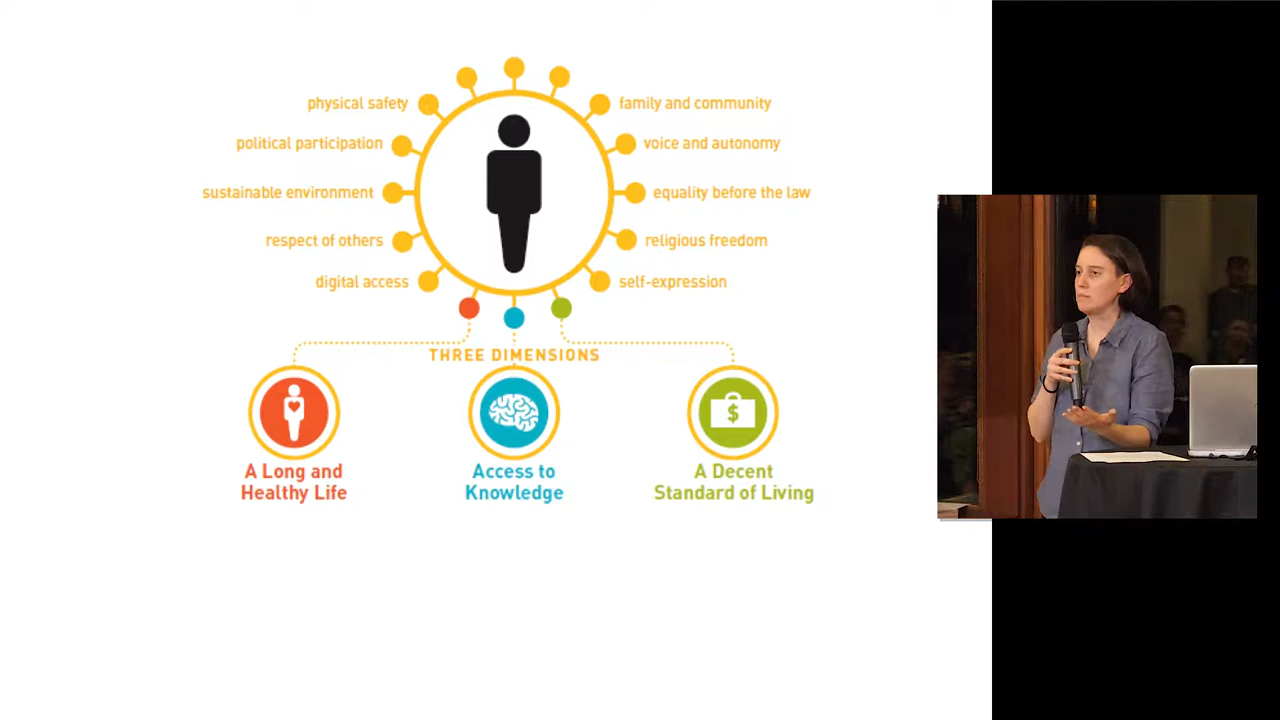 physical safety
family and community
political participation
voice and autonomy
sustainable environment
equality before the law
respect of others
religious freedom
digital access
self-expression
THREE DIMENSIONS
$
A Long and
Healthy Life
Access to
Knowledge
A Decent
Standard of Living